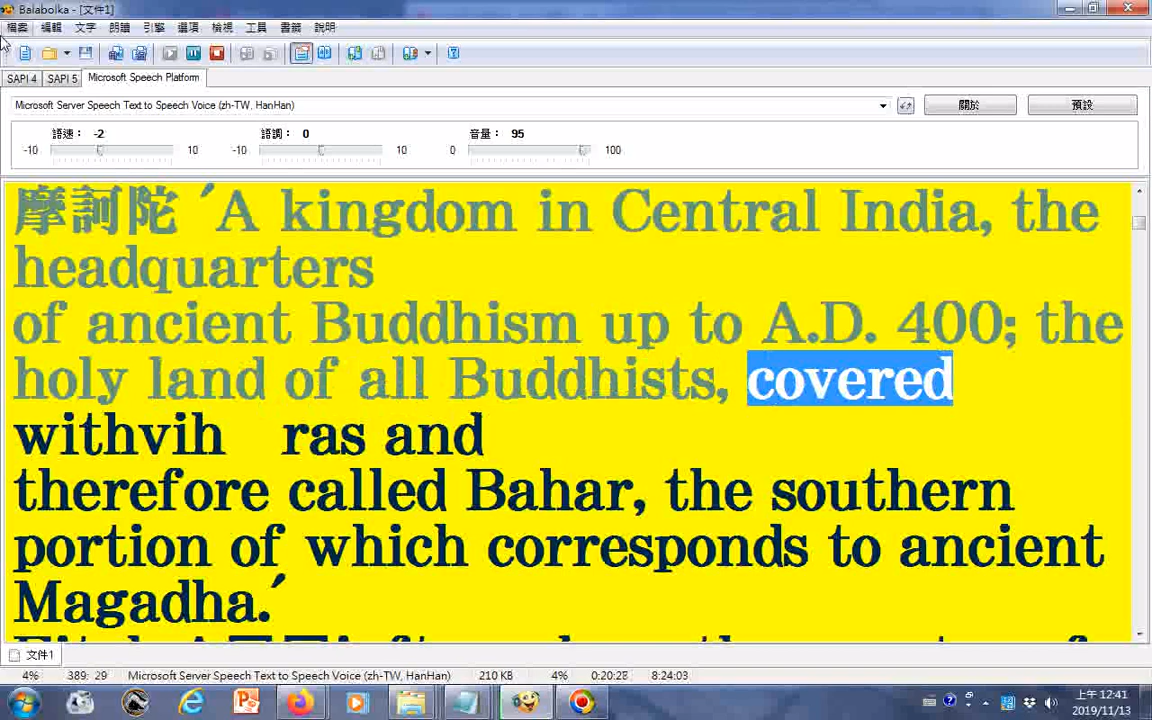 Balabolka - [文件1]
檔案 編輯 文字 朗讀 引擎 選項 檢視 工具 書籤 說明
SAPI 4 SAPI 5 Microsoft Speech Platform
Microsoft Server Speech Text to Speech Voice (zh-TW, HanHan) 關於 預設
語速： -2 語調： 0 音量： 95
-10 10 -10 10 0 100
摩訶陀 ´A kingdom in Central India, the
headquarters
of ancient Buddhism up to A.D. 400; the
holy land of all Buddhists, covered
withvih ras and
therefore called Bahar, the southern
portion of which corresponds to ancient
Magadha.´
文件1
4% 389: 29 Microsoft Server Speech Text to Speech Voice (zh-TW, HanHan) 210 KB 4% 0:20:28 8:24:03
上午 12:41
2019/11/13